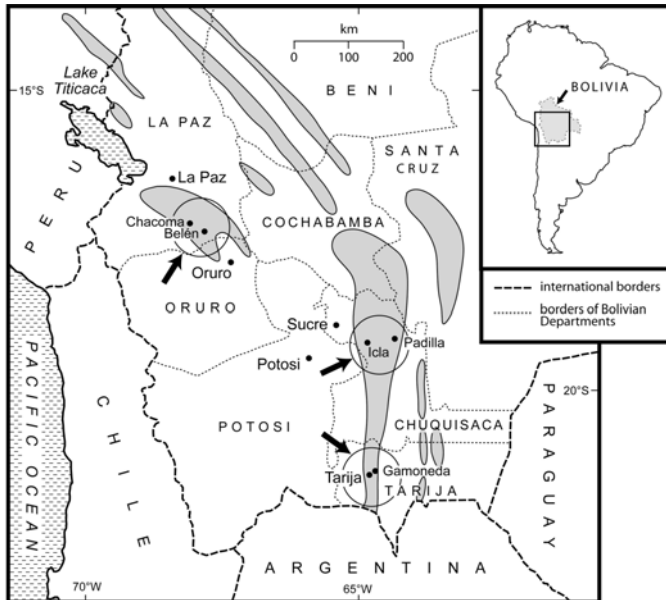 km
0
100
200
15°S
Lake
Titicaca
BENI
BOLIVIA
LA PAZ
SANTA
CRUZ
PERU
La Paz
Chacoma
Belén
COCHABAMBA
Oruro
ORURO
international borders
borders of Bolivian
Departments
Sucre
Padilla
Icla
Potosi
20°S
PACIFIC OCEAN
CHILE
POTOSI
CHUQUISACA
PARAGUAY
Gamoneda
Tarija
TARIJA
ARGENTINA
70°W
65°W